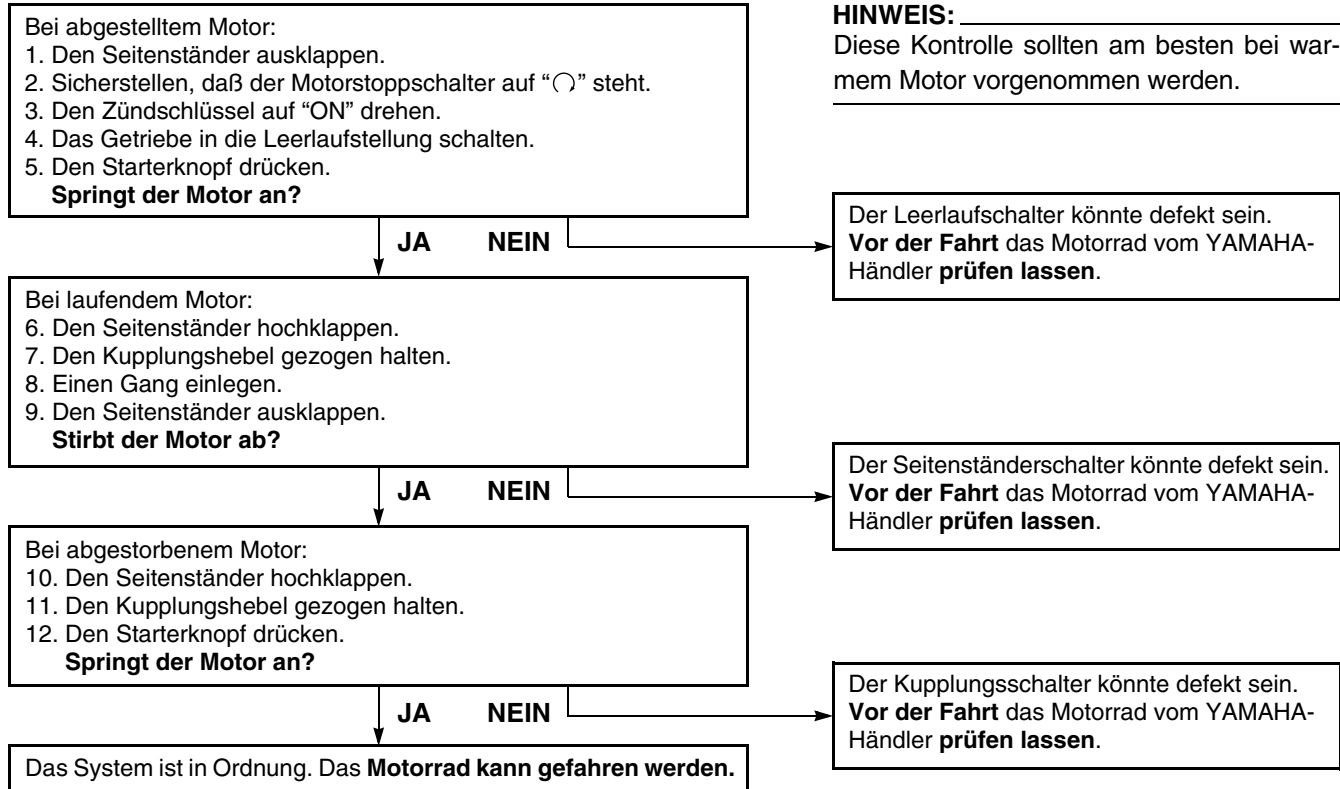 Bei abgestelltem Motor:
1. Den Seitenständer ausklappen.
2. Sicherstellen, daß der Motorstoppschalter auf “○” steht.
3. Den Zündschlüssel auf “ON” drehen.
4. Das Getriebe in die Leerlaufstellung schalten.
5. Den Starterknopf drücken.
Springt der Motor an?
HINWEIS:
Diese Kontrolle sollten am besten bei war-
mem Motor vorgenommen werden.
JA NEIN
Der Leerlaufschalter könnte defekt sein.
Vor der Fahrt das Motorrad vom YAMAHA-
Händler prüfen lassen.
Bei laufendem Motor:
6. Den Seitenständer hochklappen.
7. Den Kupplungshebel gezogen halten.
8. Einen Gang einlegen.
9. Den Seitenständer ausklappen.
Stirbt der Motor ab?
JA NEIN
Der Seitenständerschalter könnte defekt sein.
Vor der Fahrt das Motorrad vom YAMAHA-
Händler prüfen lassen.
Bei abgestorbenem Motor:
10. Den Seitenständer hochklappen.
11. Den Kupplungshebel gezogen halten.
12. Den Starterknopf drücken.
Springt der Motor an?
JA NEIN
Der Kupplungsschalter könnte defekt sein.
Vor der Fahrt das Motorrad vom YAMAHA-
Händler prüfen lassen.
Das System ist in Ordnung. Das Motorrad kann gefahren werden.